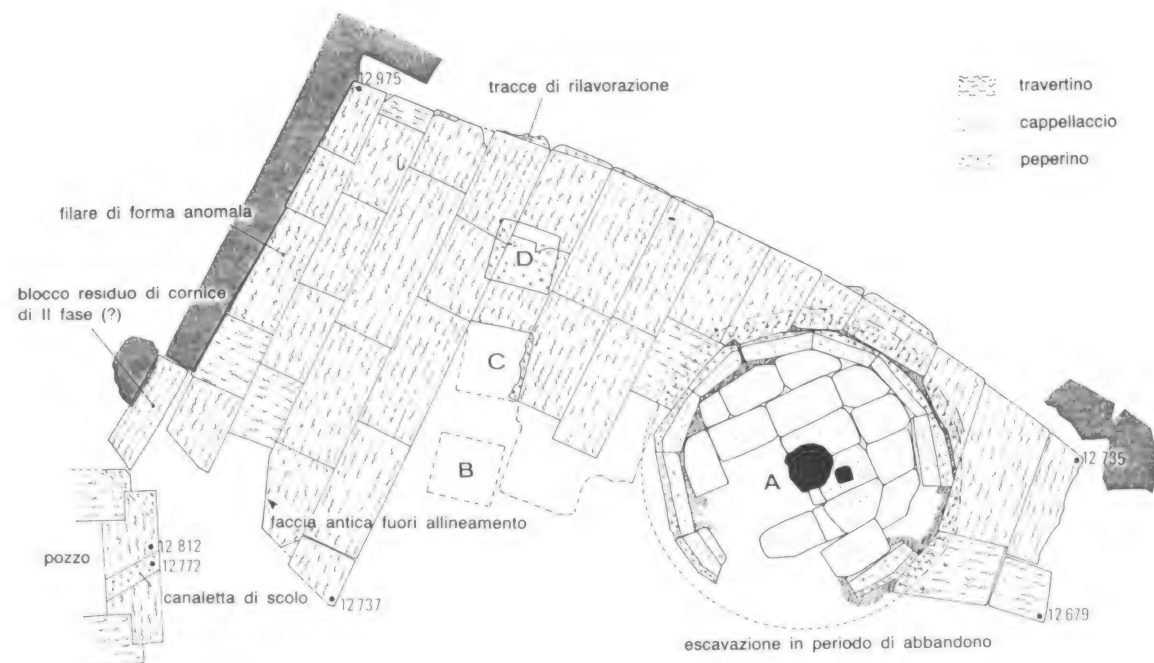 12 975
tracce di rilavorazione
travertino
cappellaccio
peperino
filare di forma anomala
D
blocco residuo di cornice
di II fase (?)
C
B
A
12 735
faccia antica fuori allineamento
pozzo
12 812
12 772
canaletta di scolo
12 737
12 679
escavazione in periodo di abbandono